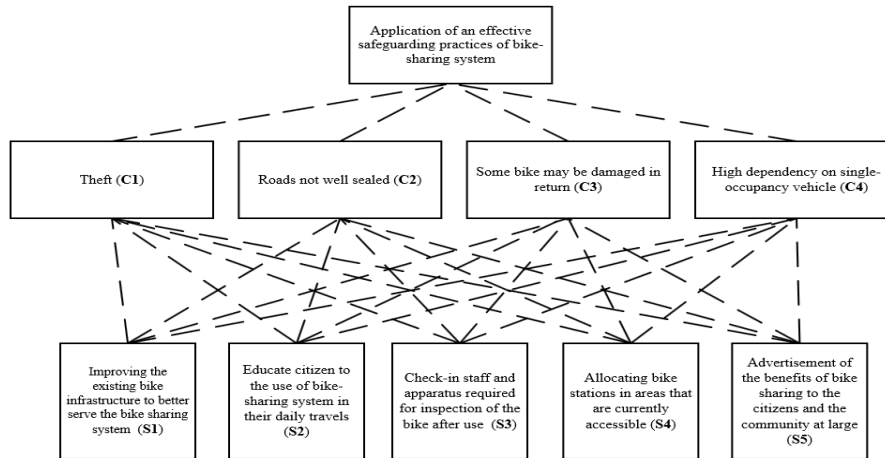 Application of an effective
safeguarding practices of bike-
sharing system
Theft (C1)
Roads not well sealed (C2)
Some bike may be damaged in
return (C3)
High dependency on single-
occupancy vehicle (C4)
Improving the
existing bike
infrastructure to better
serve the bike sharing
system (S1)
Educate citizen to
the use of bike-
sharing system in
their daily travels
(S2)
Check-in staff and
apparatus required
for inspection of the
bike after use (S3)
Allocating bike
stations in areas that
are currently
accessible (S4)
Advertisement of
the benefits of bike
sharing to the
citizens and the
community at large
(S5)